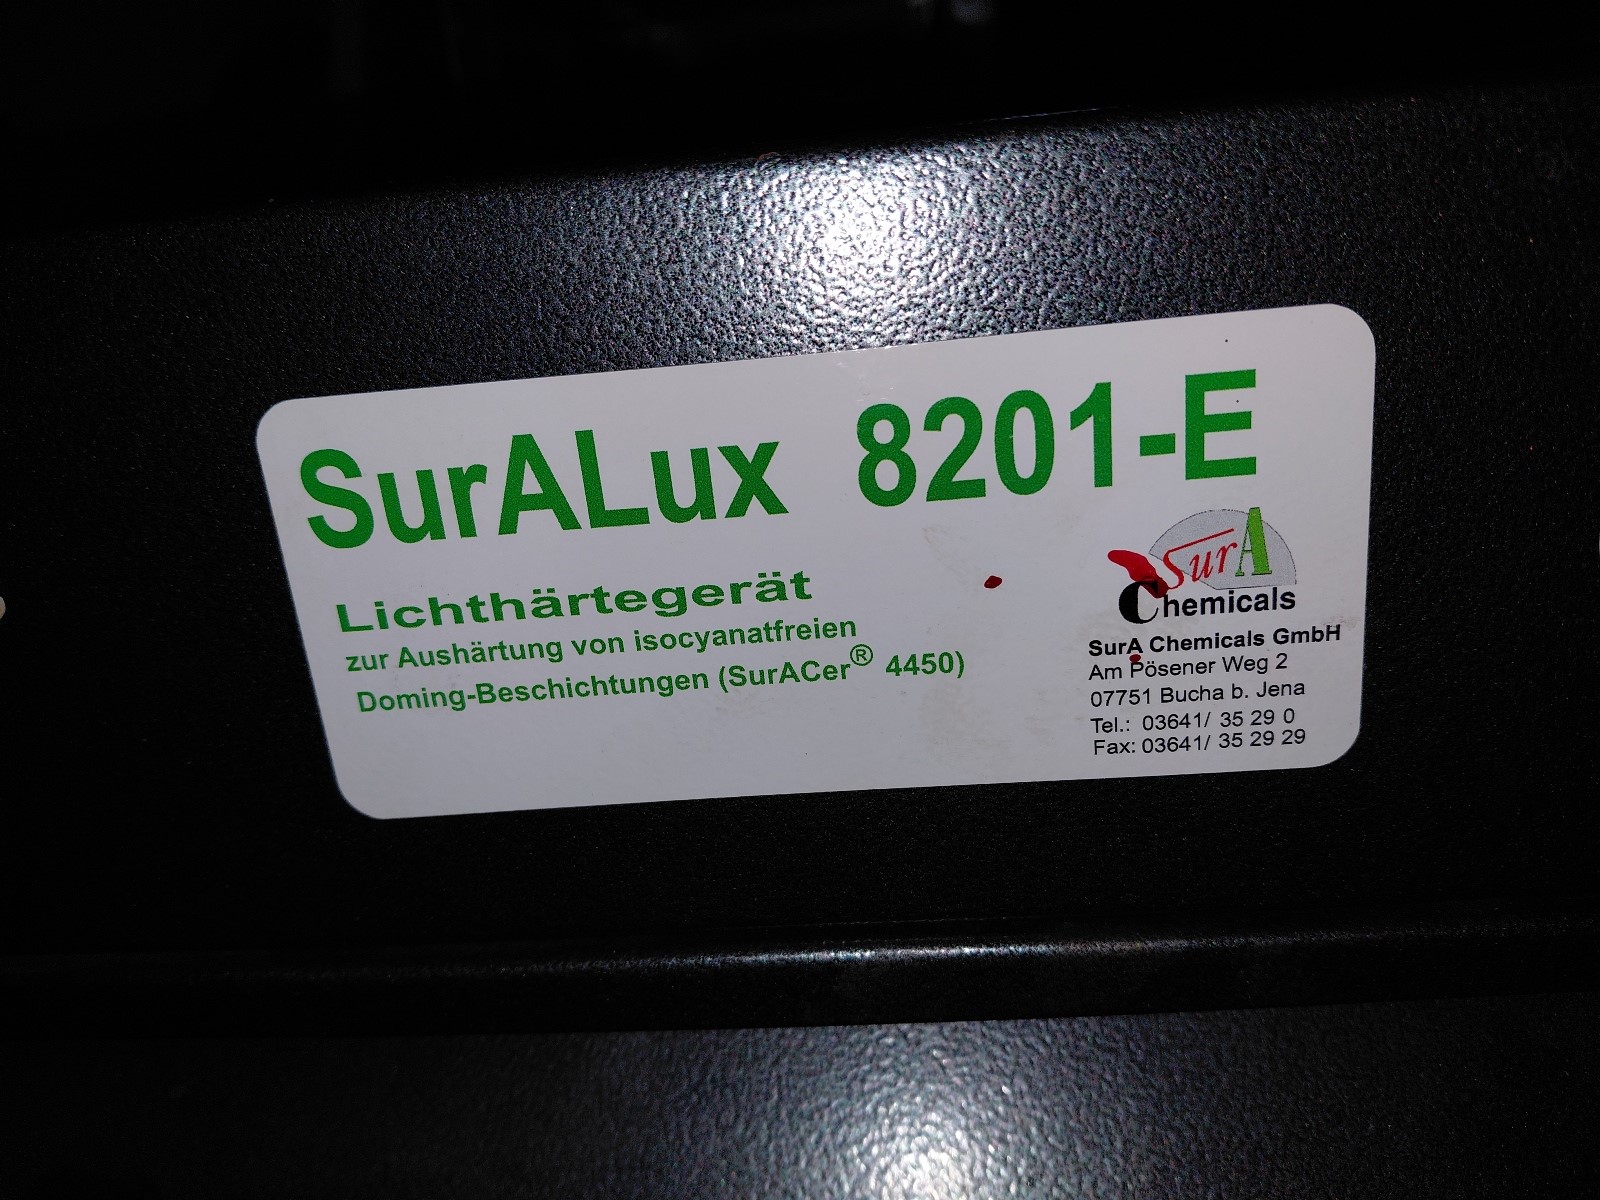 SurALux 8201-E
Lichthärtegerät
zur Aushärtung von isocyanatfreien
Doming-Beschichtungen (SurACer® 4450)
SurA
Chemicals
SurA Chemicals GmbH
Am Pösener Weg 2
07751 Bucha b. Jena
Tel.: 03641/ 35 29 0
Fax: 03641/ 35 29 29